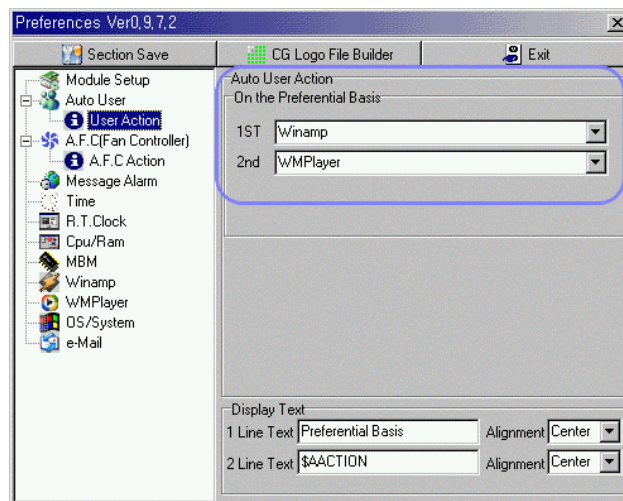 Preferences Ver0,9,7,2
Section Save
CG Logo File Builder
Exit
Module Setup
Auto User
User Action
A.F.C(Fan Controller)
A.F.C Action
Message Alarm
Time
R.T.Clock
Cpu/Ram
MBM
Winamp
WMPlayer
OS/System
e-Mail
Auto User Action
On the Preferential Basis
1ST Winamp
2nd WMPlayer
Display Text
1 Line Text Preferential Basis Alignment Center
2 Line Text $AACTION Alignment Center